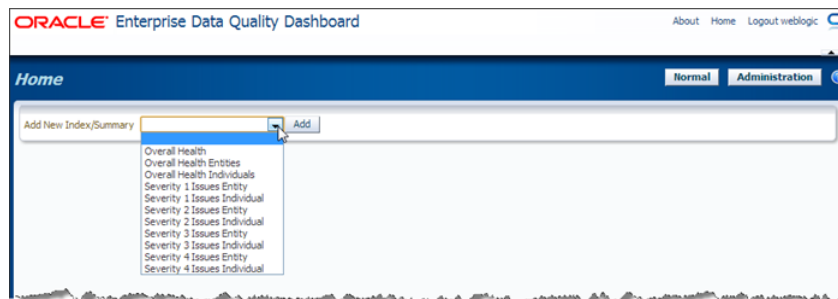 ORACLE Enterprise Data Quality Dashboard
About Home Logout weblogic
Home
Normal Administration
Add New Index/Summary Add
Overall Health
Overall Health Entities
Overall Health Individuals
Severity 1 Issues Entity
Severity 1 Issues Individual
Severity 2 Issues Entity
Severity 2 Issues Individual
Severity 3 Issues Entity
Severity 3 Issues Individual
Severity 4 Issues Entity
Severity 4 Issues Individual